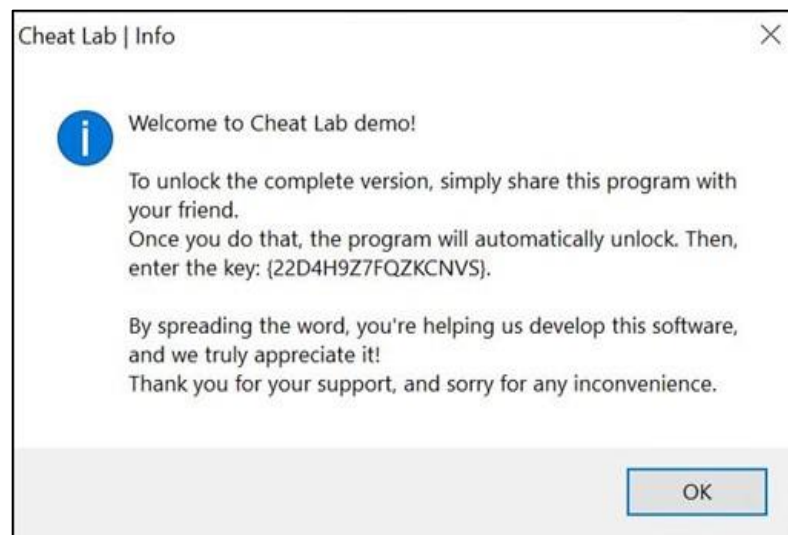 Cheat Lab | Info
Welcome to Cheat Lab demo!
To unlock the complete version, simply share this program with
your friend.
Once you do that, the program will automatically unlock. Then,
enter the key: {22D4H9Z7FQZKCNVS}.
By spreading the word, you're helping us develop this software,
and we truly appreciate it!
Thank you for your support, and sorry for any inconvenience.
OK